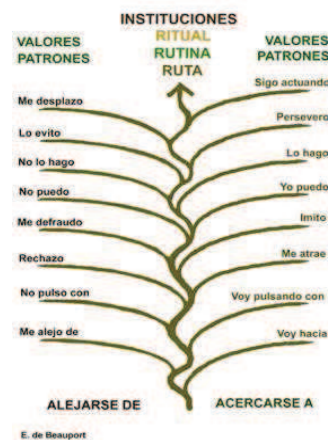 INSTITUCIONES
RITUAL
RUTINA
RUTA
VALORES
PATRONES
VALORES
PATRONES
Me desplazo
Lo evito
No lo hago
No puedo
Me defraudo
Rechazo
No pulso con
Me alejo de
Sigo actuando
Persevero
Lo hago
Yo puedo
Imito
Me atrae
Voy pulsando con
Voy hacia
ALEJARSE DE
ACERCARSE A
E. de Beauport